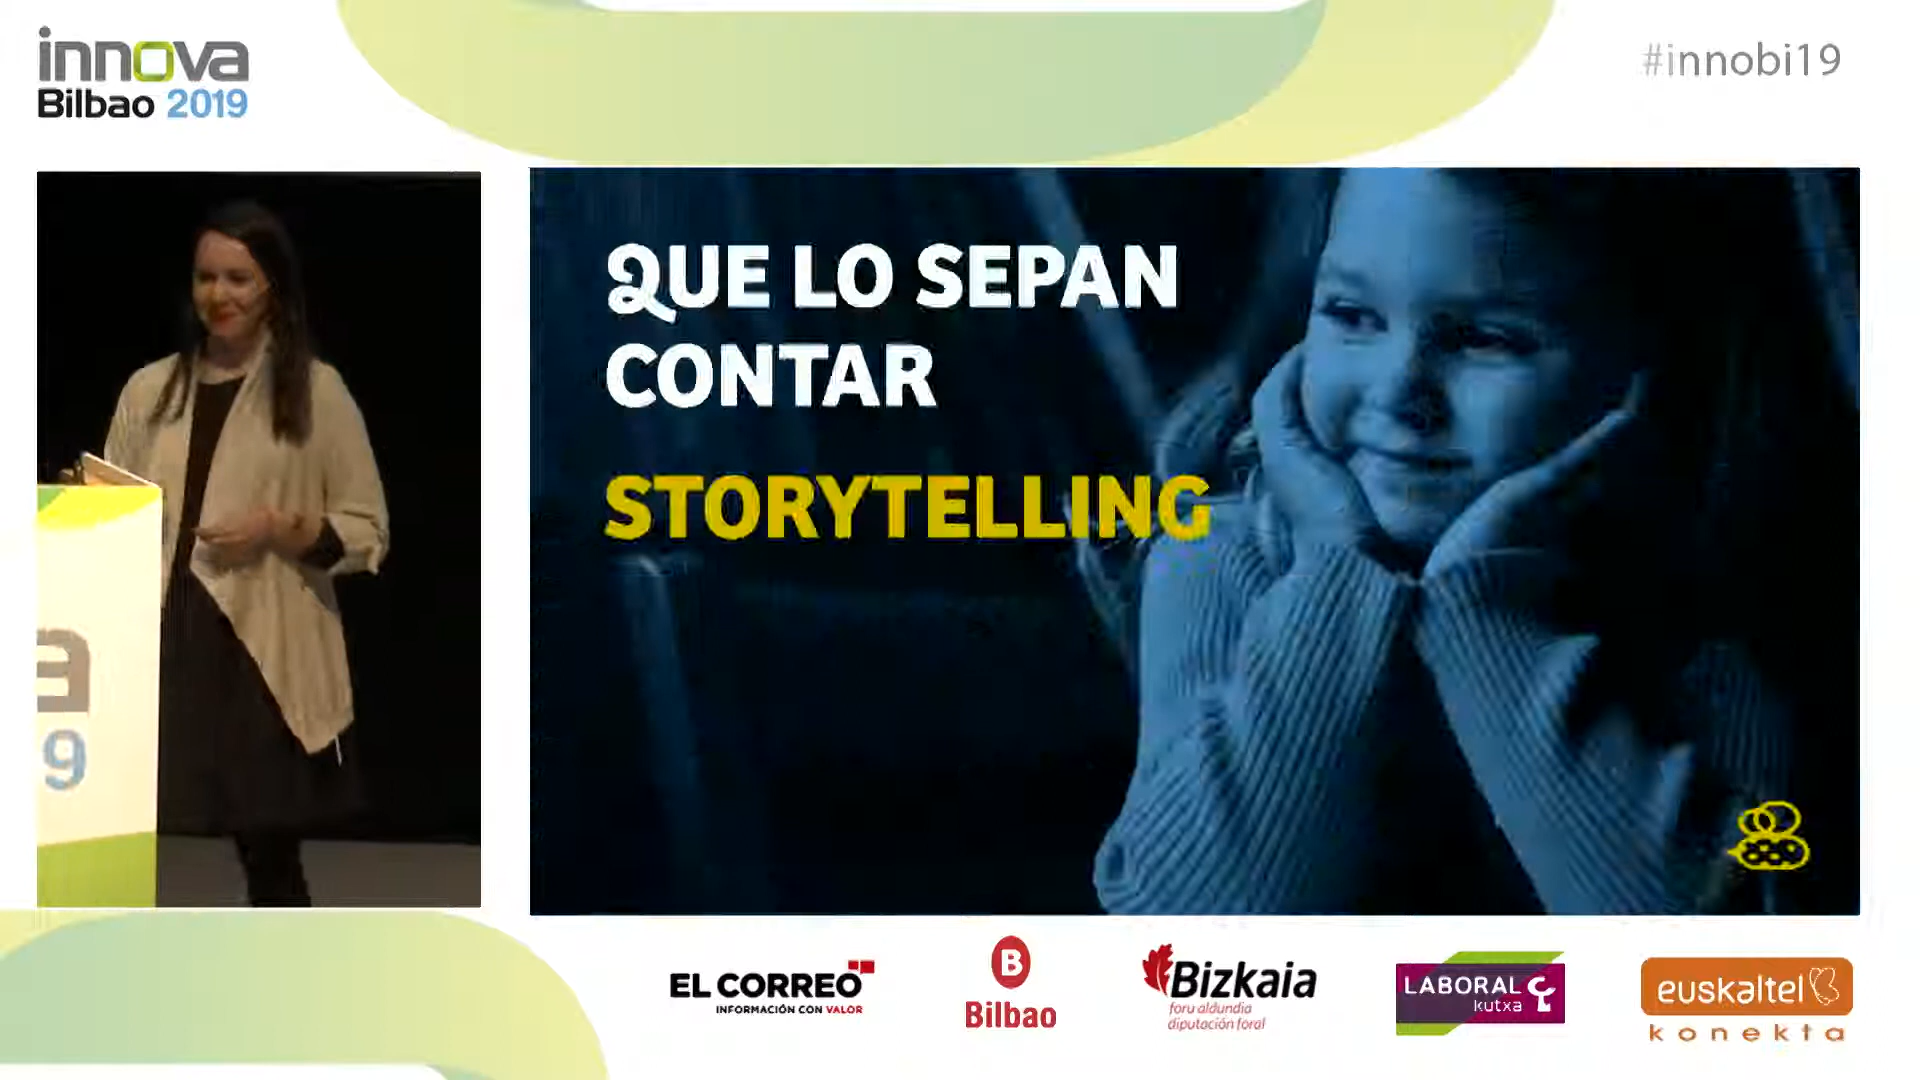 innova
Bilbao 2019
#innobi19
QUE LO SEPAN
CONTAR
STORYTELLING
a
9
EL CORREO
INFORMACIÓN CON VALOR
B
Bilbao
Bizkaia
foru aldundia
diputación foral
LABORAL
kutxa
euskaltel
konekta